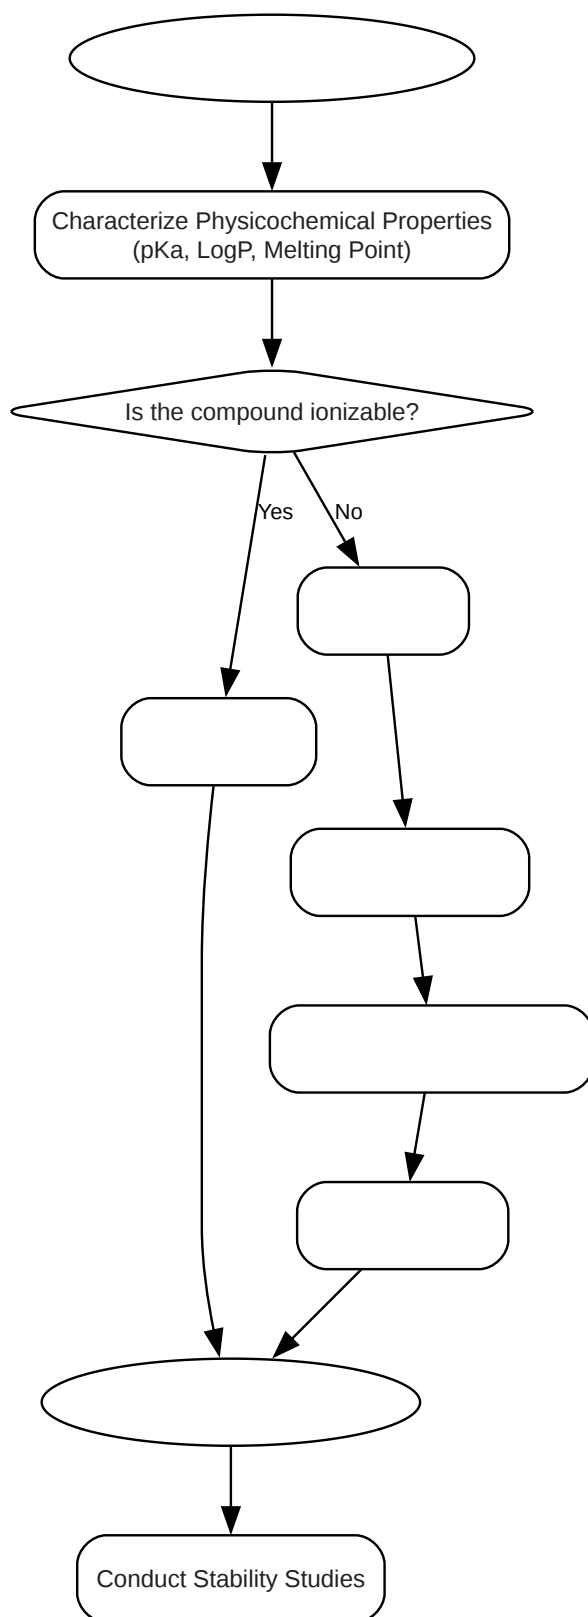 Characterize Physicochemical Properties
(pKa, LogP, Melting Point)
Is the compound ionizable?
Yes
No
Conduct Stability Studies